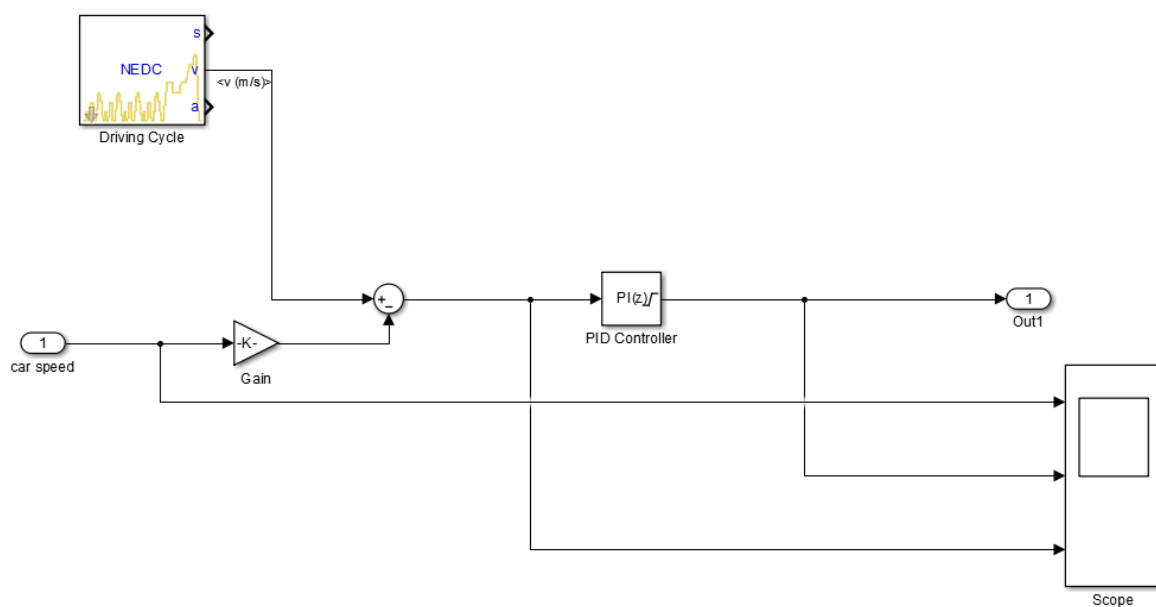 s
NEDC
v
<v (m/s)>
a
Driving Cycle
+
-
PI(z)
1
Out1
PID Controller
1
car speed
-K-
Gain
Scope